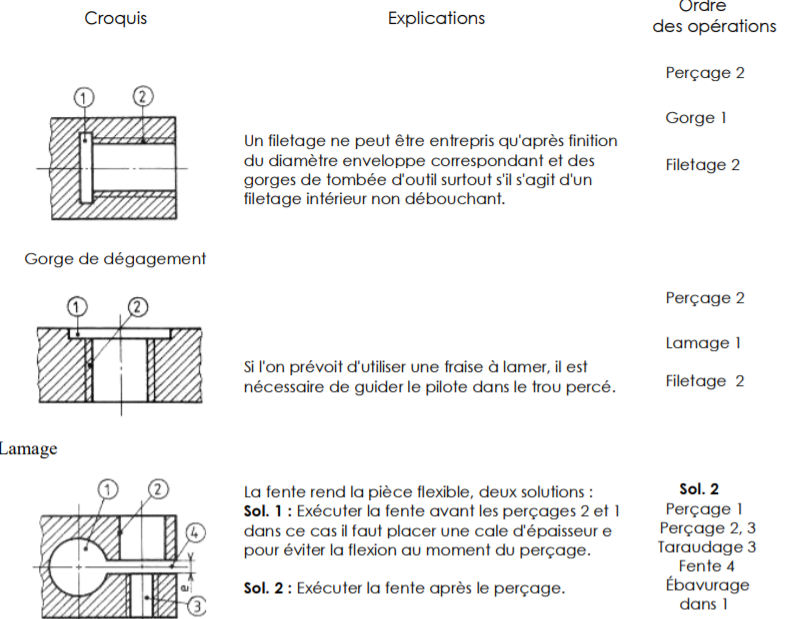 Croquis
Explications
Ordre
des opérations
1
2
Un filetage ne peut être entrepris qu'après finition
du diamètre enveloppe correspondant et des
gorges de tombée d'outil surtout s'il s'agit d'un
filetage intérieur non débouchant.
Perçage 2
Gorge 1
Filetage 2
Gorge de dégagement
1
2
Si l'on prévoit d'utiliser une fraise à lamer, il est
nécessaire de guider le pilote dans le trou percé.
Perçage 2
Lamage 1
Filetage 2
Lamage
1
2
4
e
3
La fente rend la pièce flexible, deux solutions :
Sol. 1 : Exécuter la fente avant les perçages 2 et 1
dans ce cas il faut placer une cale d'épaisseur e
pour éviter la flexion au moment du perçage.
Sol. 2 : Exécuter la fente après le perçage.
Sol. 2
Perçage 1
Perçage 2, 3
Taraudage 3
Fente 4
Ébavurage
dans 1